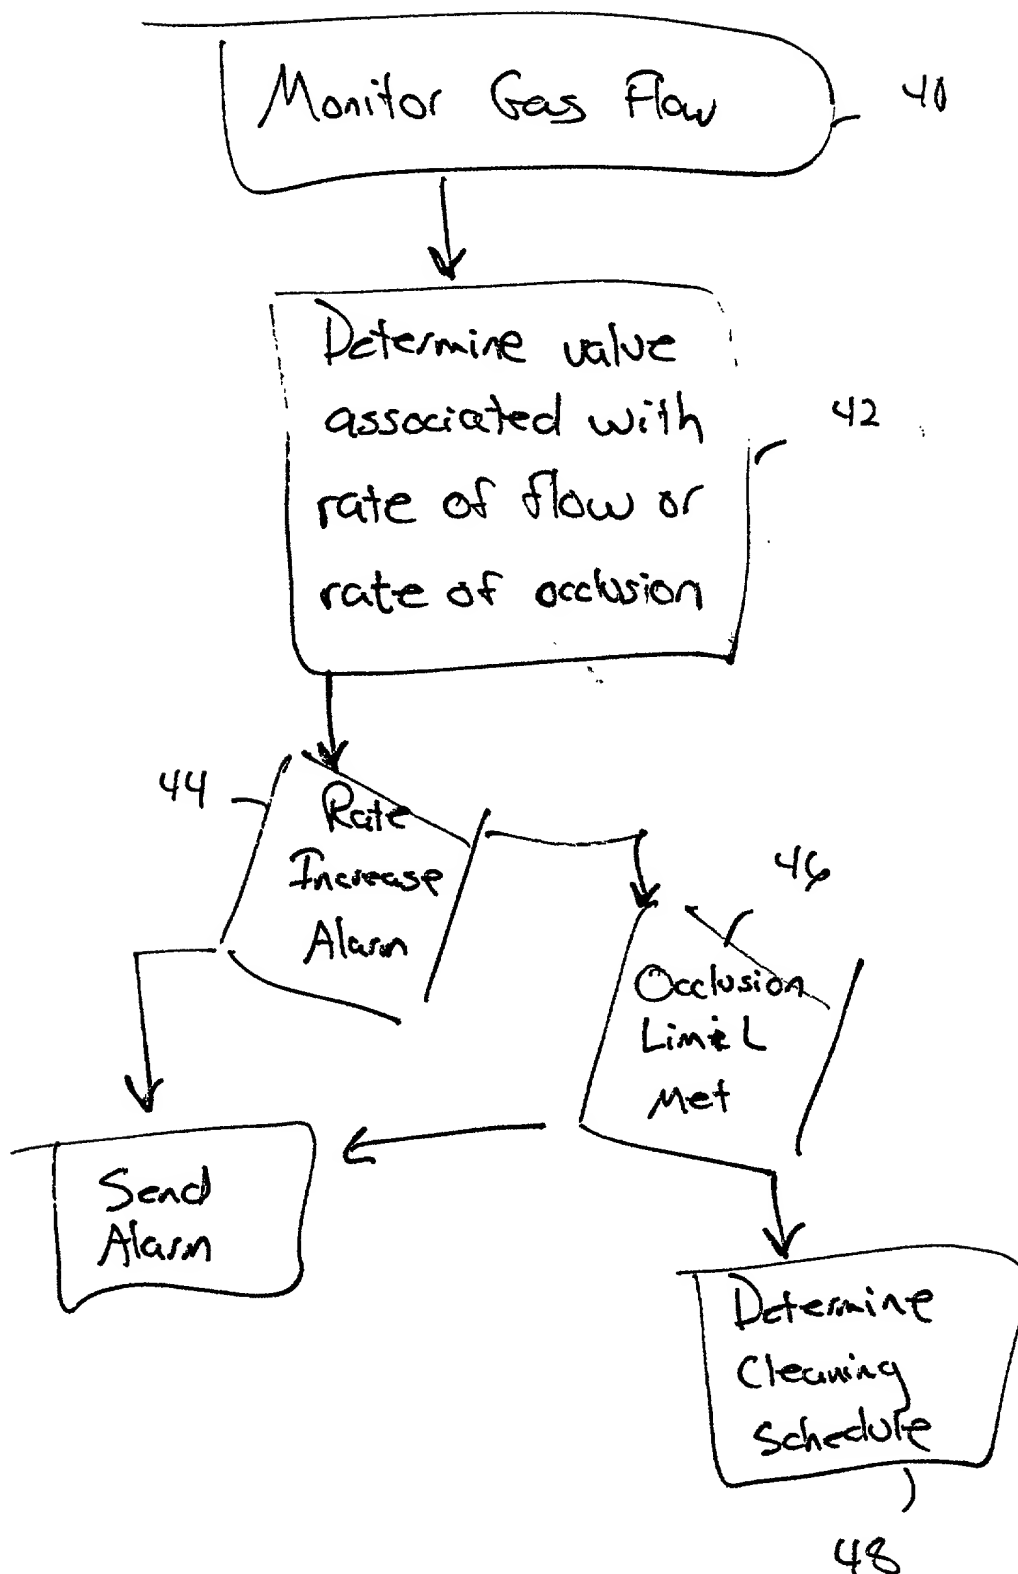 Monitor Gas Flow
40
Determine value
associated with
rate of flow or
rate of occlusion
42
44
Rate
Increase
Alarm
46
Occlusion
Limit
Met
Send
Alarm
Determine
Cleaning
Schedule
48